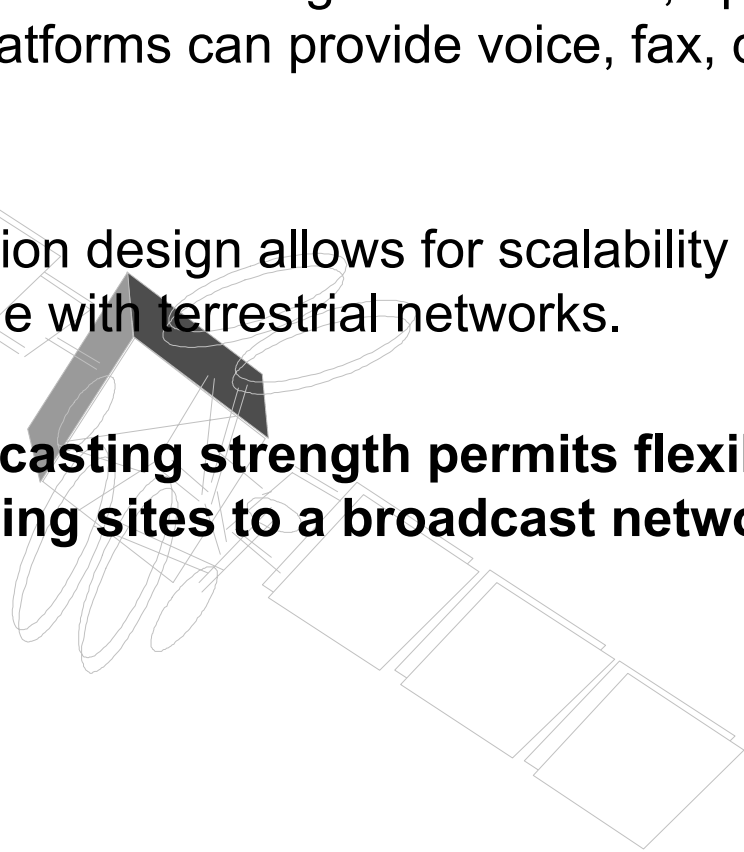 atforms can provide voice, fax,
ion design allows for scalability
e with terrestrial networks.
casting strength permits flexi
ing sites to a broadcast netwo